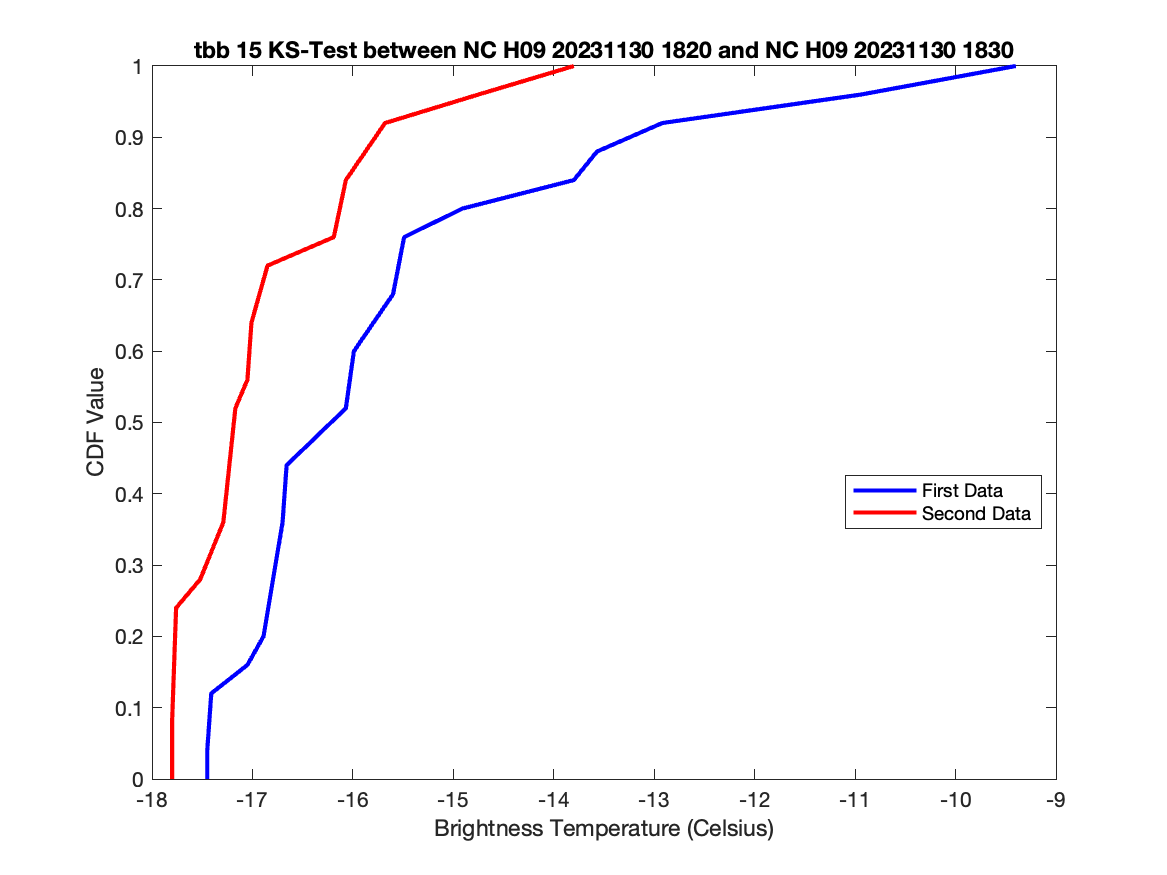 tbb 15 KS-Test between NC H09 20231130 1820 and NC H09 20231130 1830
1
0.9
0.8
0.7
0.6
0.5
0.4
0.3
0.2
0.1
0
CDF Value
First Data
Second Data
-18 -17 -16 -15 -14 -13 -12 -11 -10 -9
Brightness Temperature (Celsius)